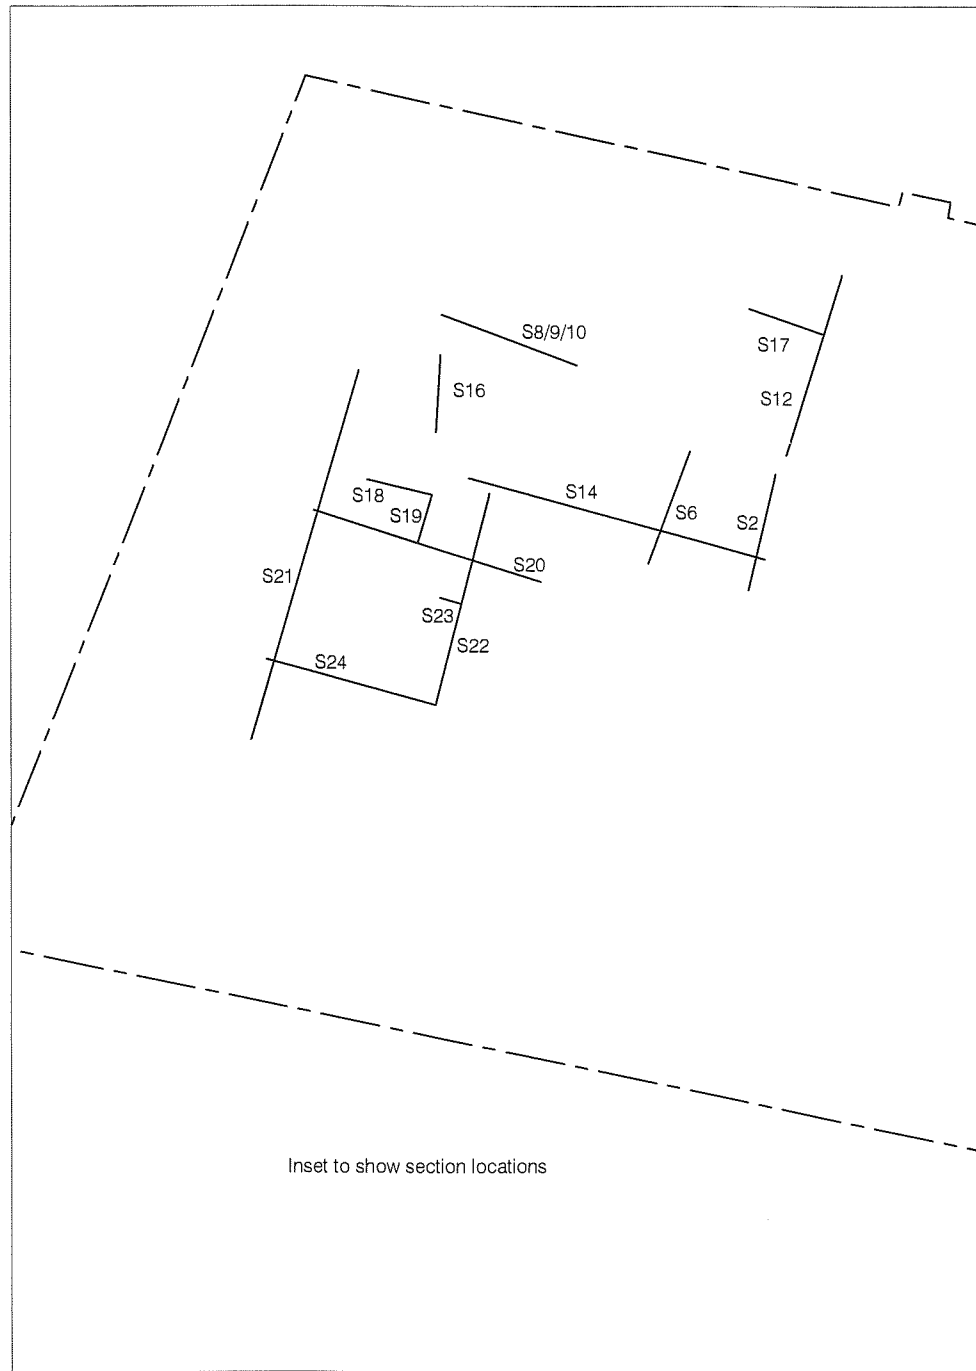 S8/9/10
S17
S16
S12
S14
S18
S19
S6
S2
S20
S21
S23
S22
S24
Inset to show section locations